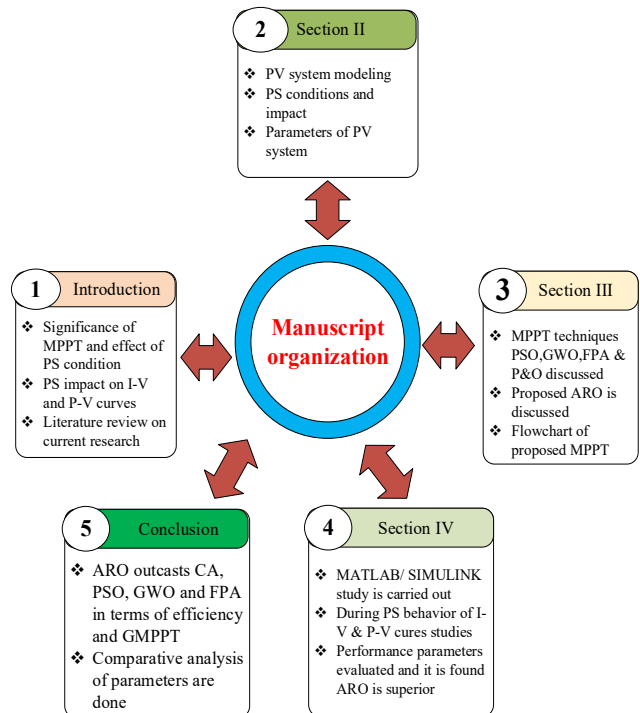 2
Section II
❖ PV system modeling
❖ PS conditions and
impact
❖ Parameters of PV
system
1
Introduction
❖ Significance of
MPPT and effect of
PS condition
❖ PS impact on I-V
and P-V curves
❖ Literature review on
current research
Manuscript
organization
3
Section III
❖ MPPT techniques
PSO,GWO,FPA &
P&O discussed
❖ Proposed ARO is
discussed
❖ Flowchart of
proposed MPPT
5
Conclusion
❖ ARO outcasts CA,
PSO, GWO and FPA
in terms of efficiency
and GMPPT
❖ Comparative analysis
of parameters are
done
4
Section IV
❖ MATLAB/ SIMULINK
study is carried out
❖ During PS behavior of I-
V & P-V cures studies
❖ Performance parameters
evaluated and it is found
ARO is superior